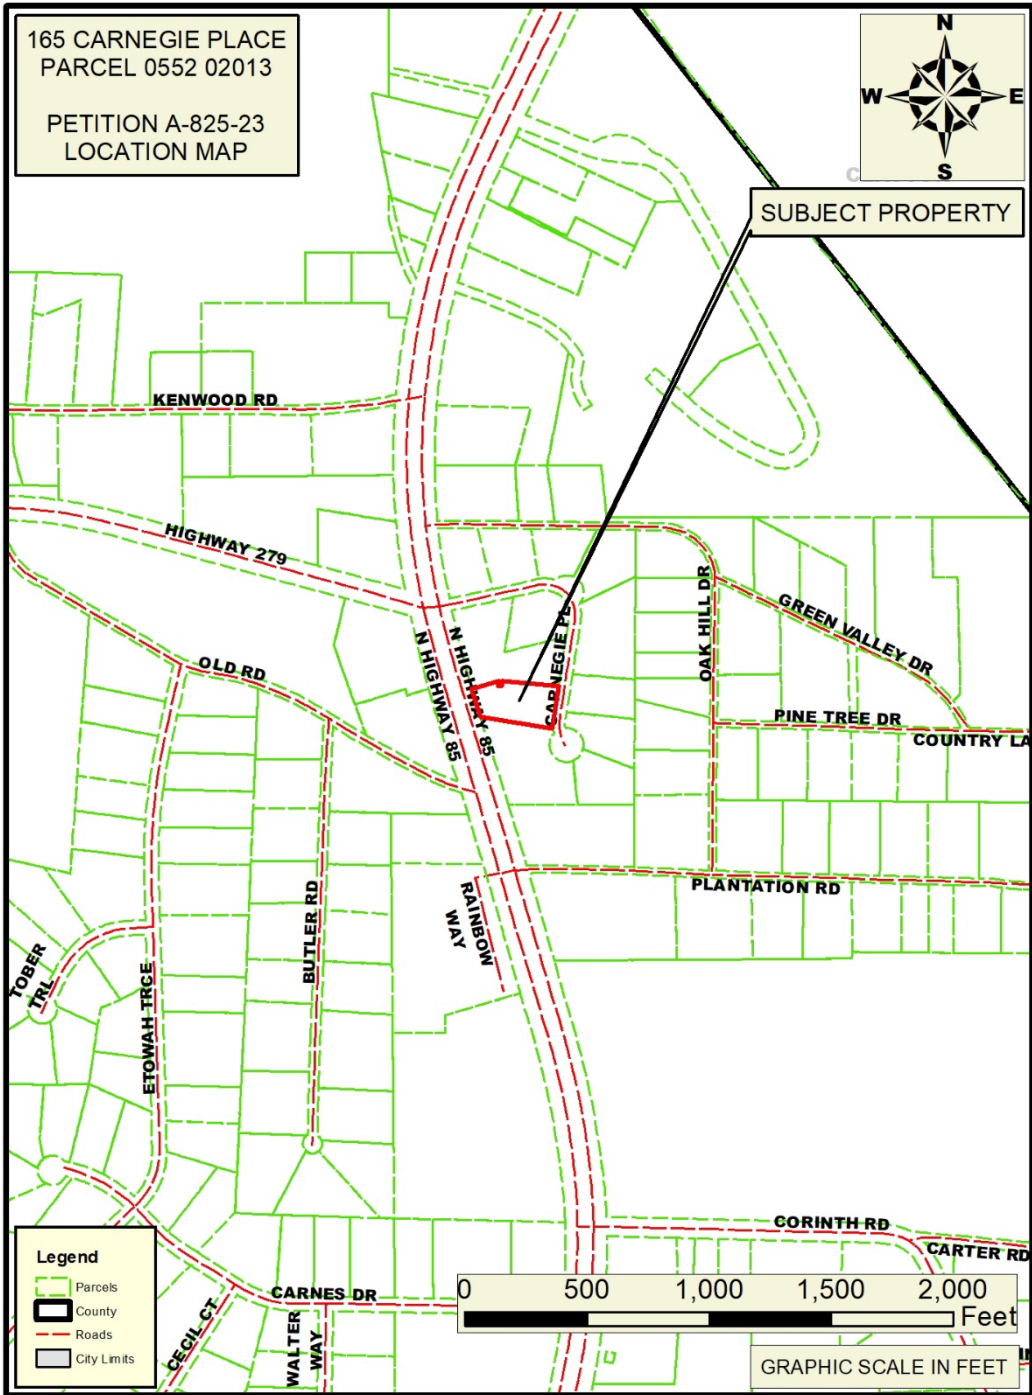 165 CARNEGIE PLACE
PARCEL 0552 02013
PETITION A-825-23
LOCATION MAP
N
W
E
S
SUBJECT PROPERTY
KENWOOD RD
HIGHWAY 279
OLD RD
N HIGHWAY 85
N HIGHWAY 85
CARNEGIE PL
OAK HILL DR
GREEN VALLEY DR
PINE TREE DR
COUNTRY LA
PLANTATION RD
RAINBOW
WAY
BUTLER RD
TOBER
TRL
ETOWAH TRCE
CORINTH RD
CARTER RD
CARNES DR
CECIL CT
WALTER
WAY
Legend
Parcels
County
Roads
City Limits
0
500
1,000
1,500
2,000
Feet
GRAPHIC SCALE IN FEET